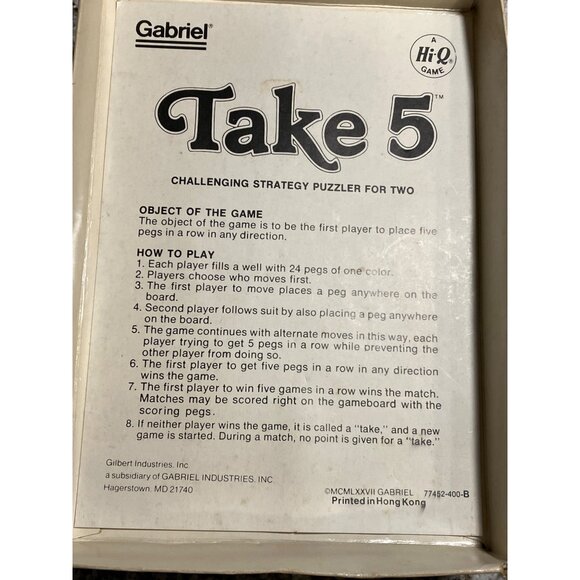 Gabriel®
A
Hi-Q®
GAME
Take 5™
CHALLENGING STRATEGY PUZZLER FOR TWO
OBJECT OF THE GAME
The object of the game is to be the first player to place five
pegs in a row in any direction.
HOW TO PLAY
1. Each player fills a well with 24 pegs of one color.
2. Players choose who moves first.
3. The first player to move places a peg anywhere on the
board.
4. Second player follows suit by also placing a peg anywhere
on the board.
5. The game continues with alternate moves in this way, each
player trying to get 5 pegs in a row while preventing the
other player from doing so.
6. The first player to get five pegs in a row in any direction
wins the game.
7. The first player to win five games in a row wins the match.
Matches may be scored right on the gameboard with the
scoring pegs.
8. If neither player wins the game, it is called a "take," and a new
game is started. During a match, no point is given for a "take."
Gilbert Industries, Inc.
a subsidiary of GABRIEL INDUSTRIES, INC.
Hagerstown, MD 21740
©MCMLXXVII GABRIEL 77452-400-B
Printed in Hong Kong